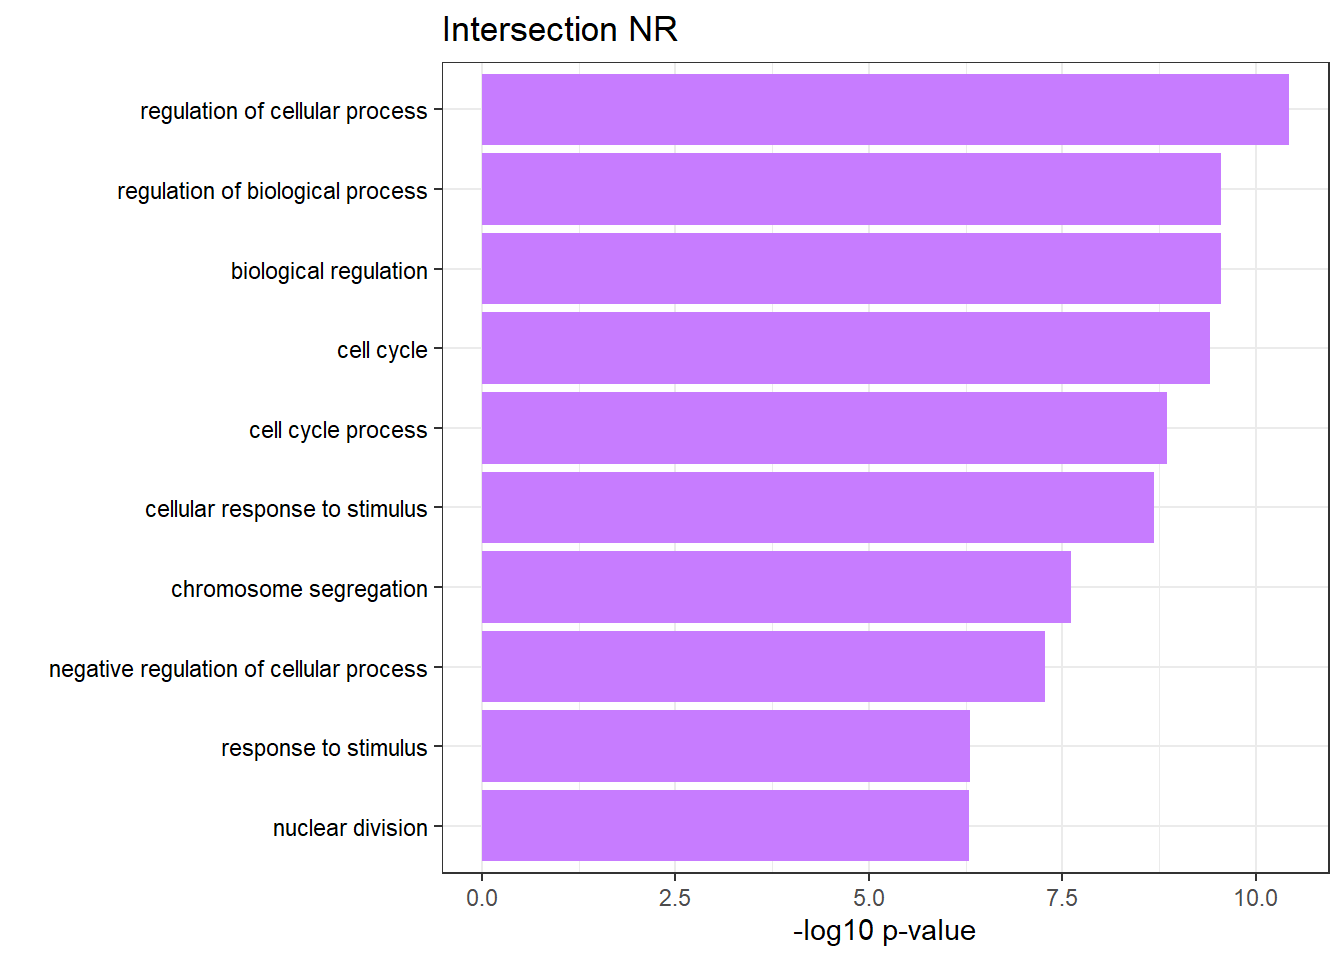 Intersection NR
regulation of cellular process
regulation of biological process
biological regulation
cell cycle
cell cycle process
cellular response to stimulus
chromosome segregation
negative regulation of cellular process
response to stimulus
nuclear division
0.0 2.5 5.0 7.5 10.0
-log10 p-value